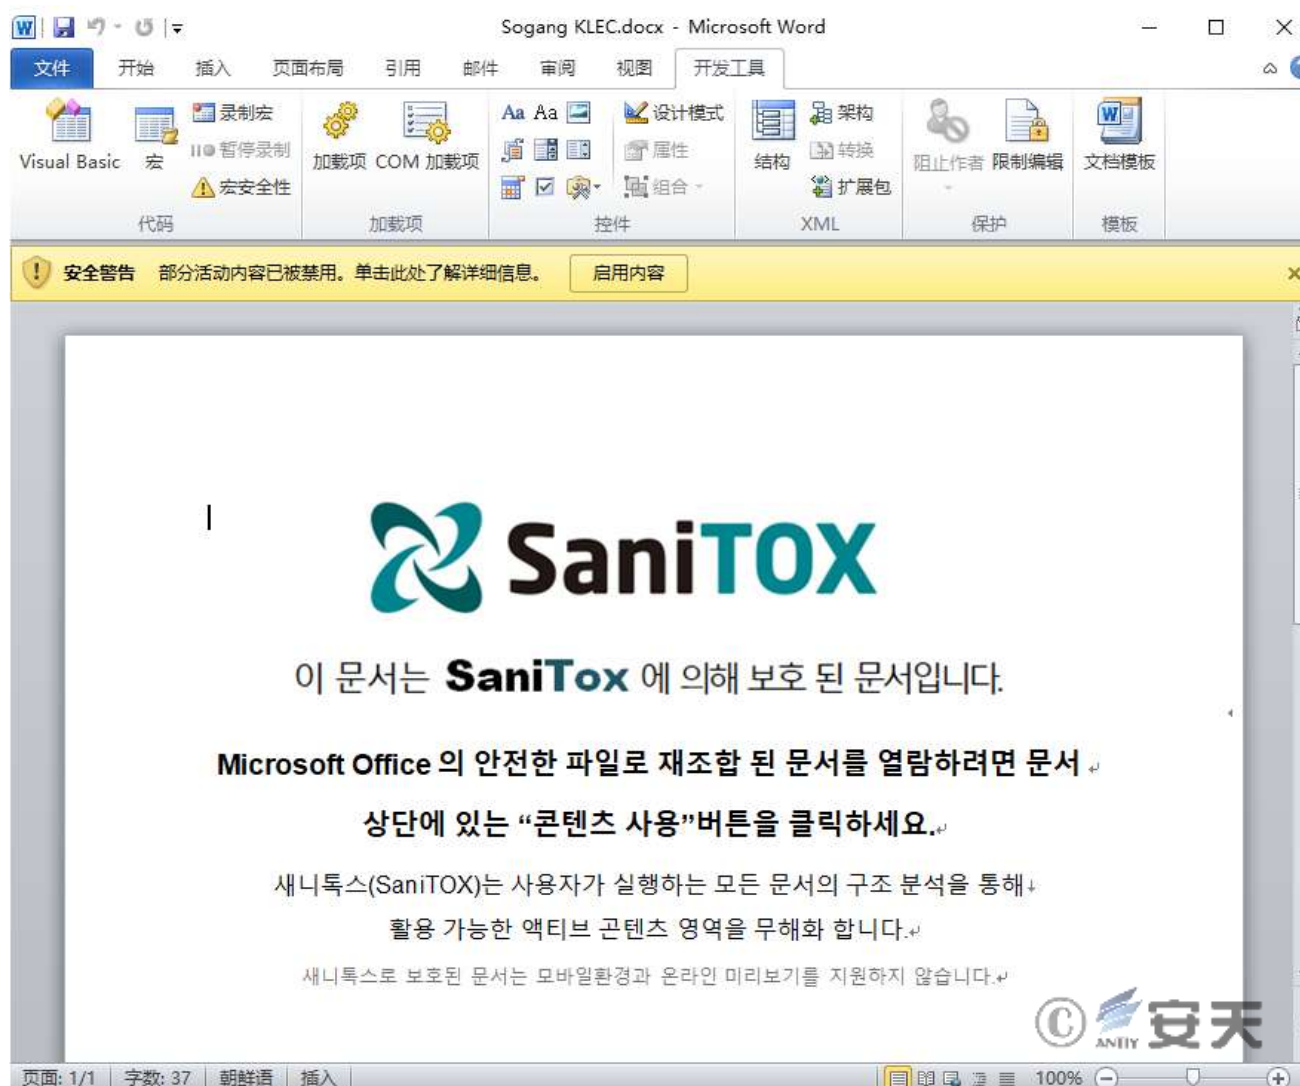 Sogang KLEC.docx - Microsoft Word
文件 开始 插入 页面布局 引用 邮件 审阅 视图 开发工具
Visual Basic 宏 录制宏 暂停录制 宏安全性
代码
加载项 COM 加载项
加载项
Aa Aa 设计模式 属性 组合
控件
结构 架构 转换 扩展包
XML
阻止作者 限制编辑
保护
文档模板
模板
安全警告 部分活动内容已被禁用。单击此处了解详细信息。 启用内容
SaniTOX
이 문서는 SaniTox 에 의해 보호 된 문서입니다.
Microsoft Office 의 안전한 파일로 재조합 된 문서를 열람하려면 문서
상단에 있는 “콘텐츠 사용”버튼을 클릭하세요.
새니톡스(SaniTOX)는 사용자가 실행하는 모든 문서의 구조 분석을 통해
활용 가능한 액티브 곤텐츠 영역을 무해화 합니다.
새니톡스로 보호된 문서는 모바일환경과 온라인 미리보기를 지원하지 않습니다.
© ANTIY 安天
页面: 1/1 字数: 37 朝鲜语 插入 100%